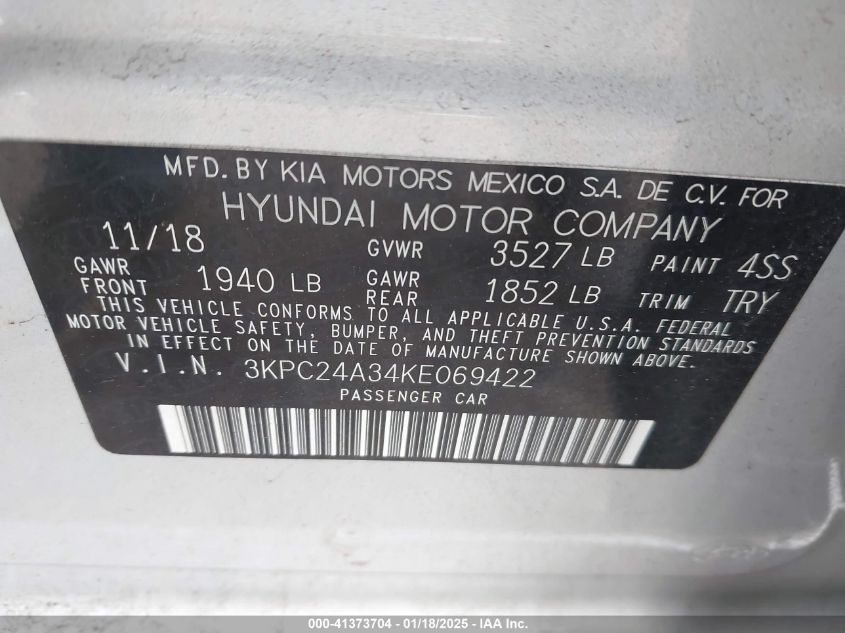 MFD. BY KIA MOTORS MEXICO S.A. DE C.V. FOR
HYUNDAI MOTOR COMPANY
11/18 GVWR 3527 LB PAINT 4SS
GAWR FRONT 1940 LB GAWR REAR 1852 LB TRIM TRY
THIS VEHICLE CONFORMS TO ALL APPLICABLE U.S.A. FEDERAL
MOTOR VEHICLE SAFETY, BUMPER, AND THEFT PREVENTION STANDARDS
IN EFFECT ON THE DATE OF MANUFACTURE SHOWN ABOVE.
V.I.N. 3KPC24A34KE069422
PASSENGER CAR
000-41373704 - 01/18/2025 - IAA Inc.